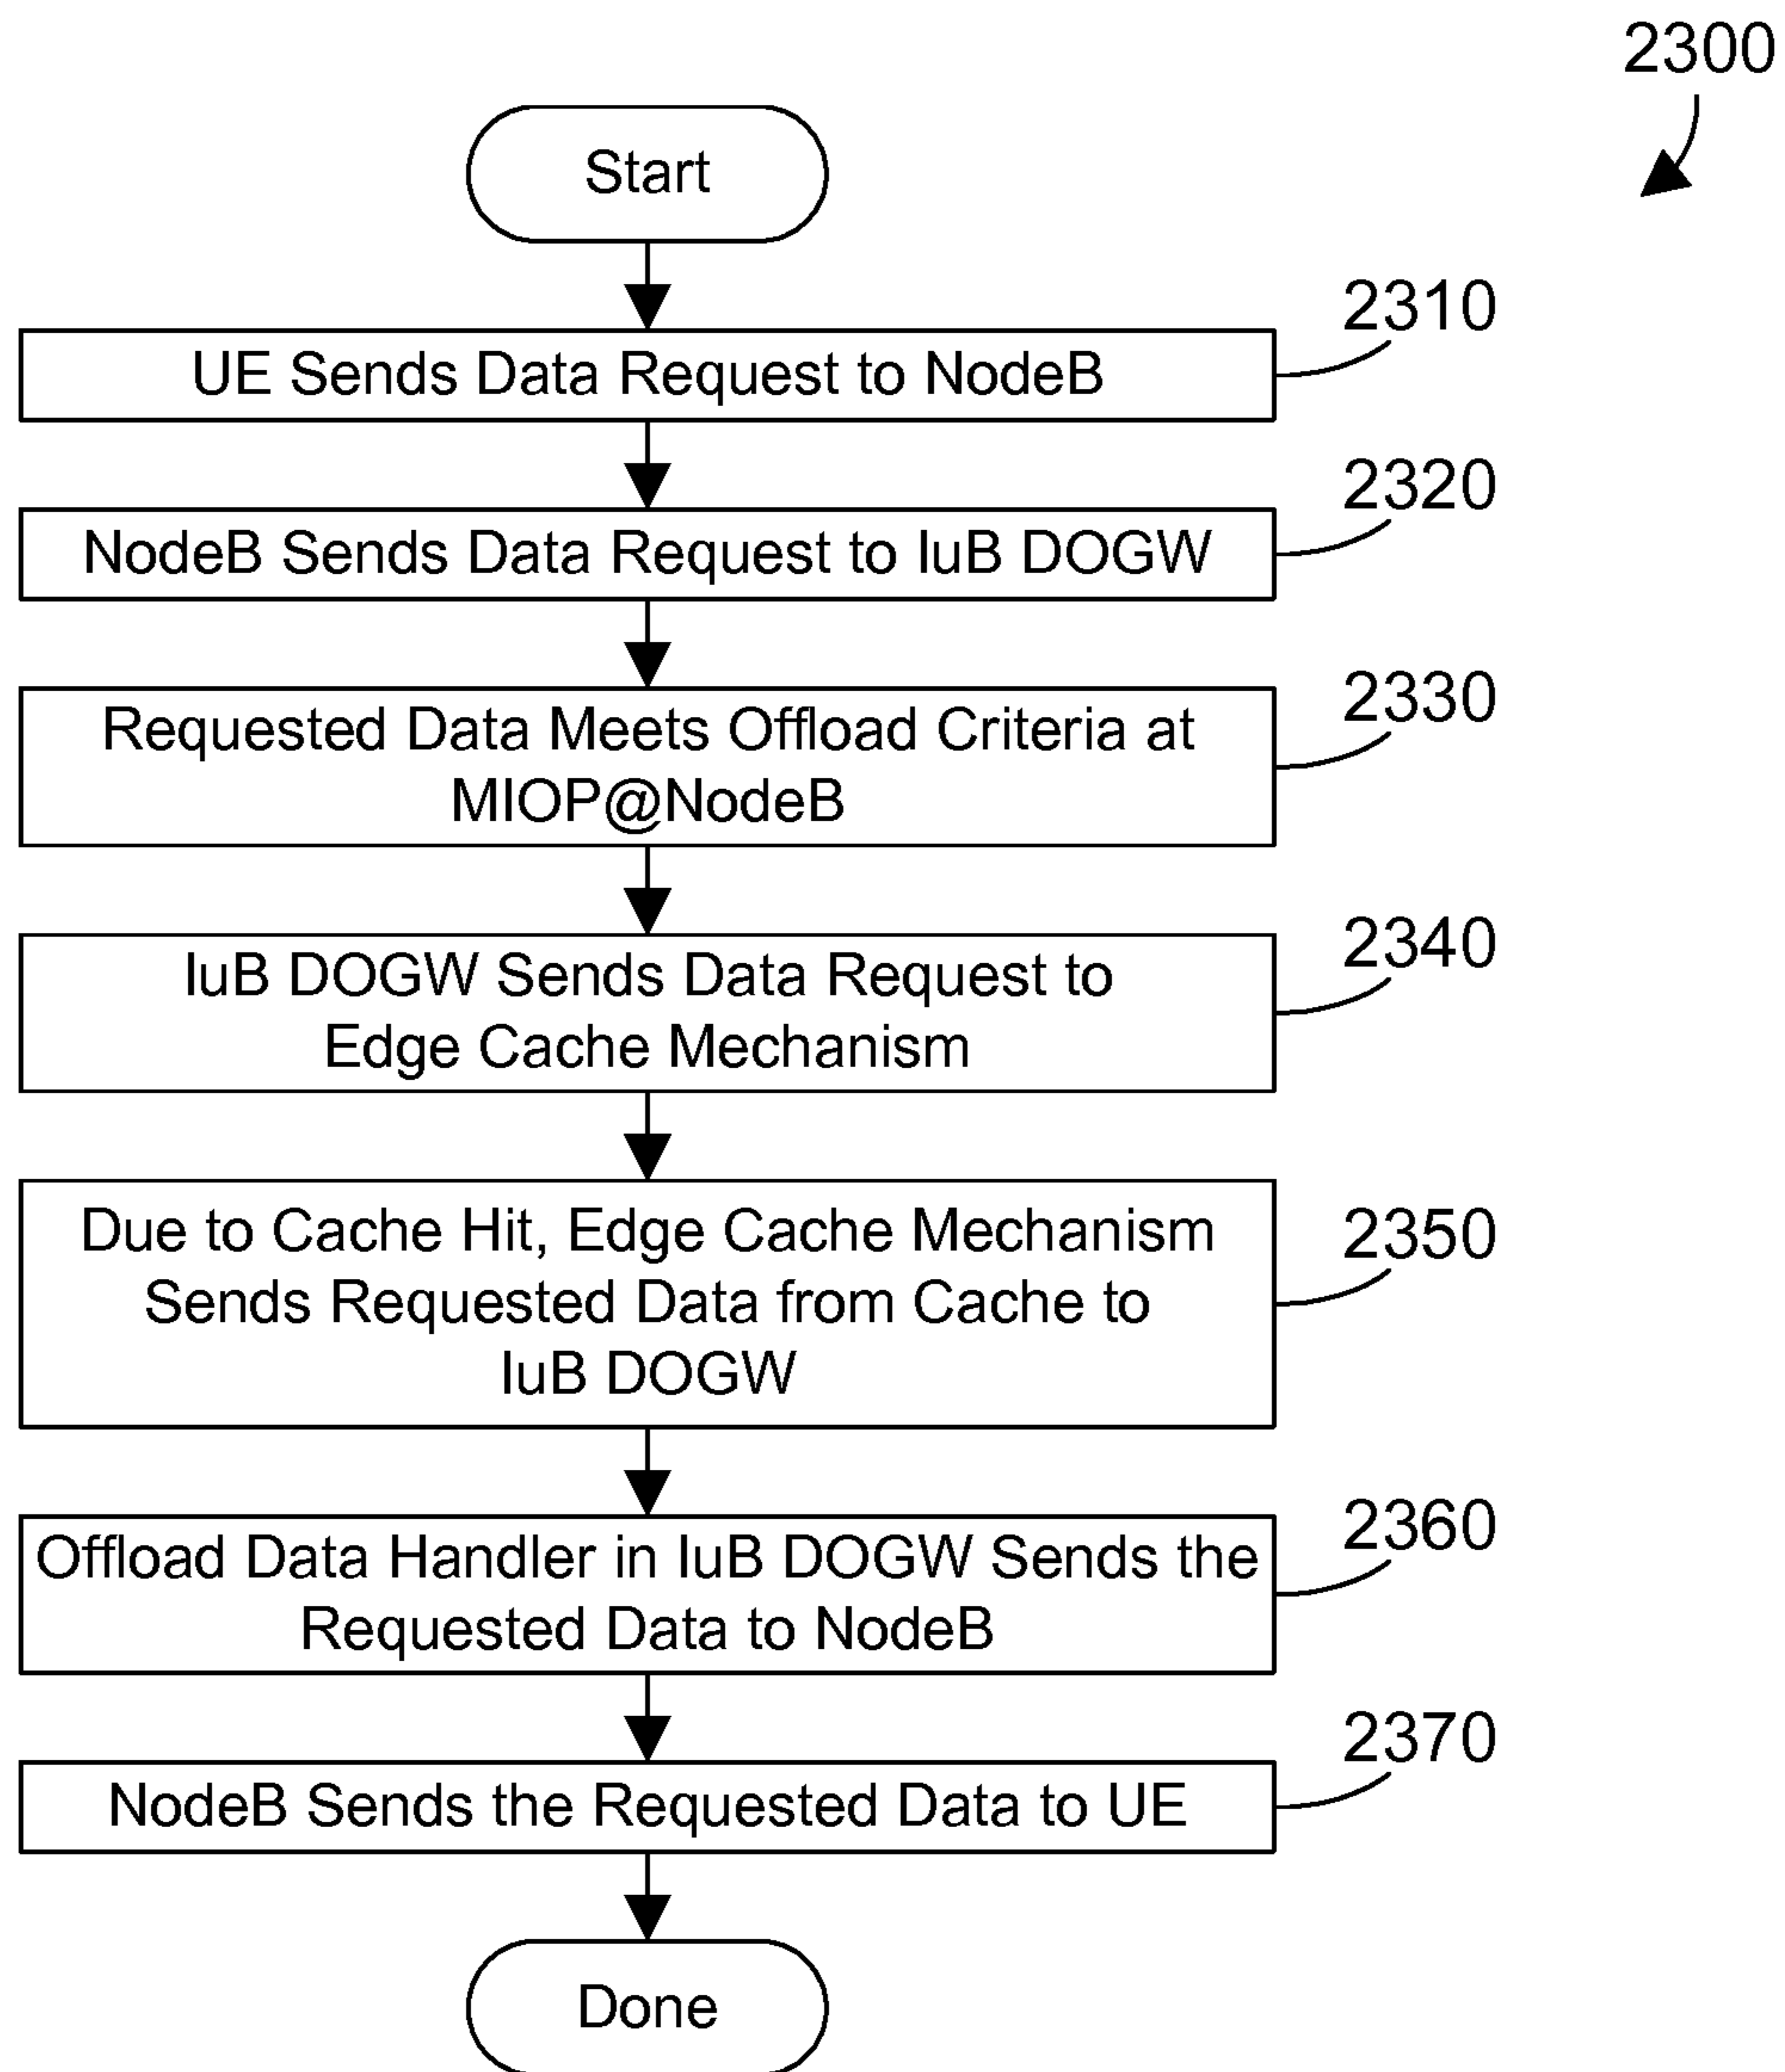 2300
Start
2310
UE Sends Data Request to NodeB
2320
NodeB Sends Data Request to IuB DOGW
2330
Requested Data Meets Offload Criteria at
MIOP@NodeB
2340
IuB DOGW Sends Data Request to
Edge Cache Mechanism
2350
Due to Cache Hit, Edge Cache Mechanism
Sends Requested Data from Cache to
IuB DOGW
2360
Offload Data Handler in IuB DOGW Sends the
Requested Data to NodeB
2370
NodeB Sends the Requested Data to UE
Done